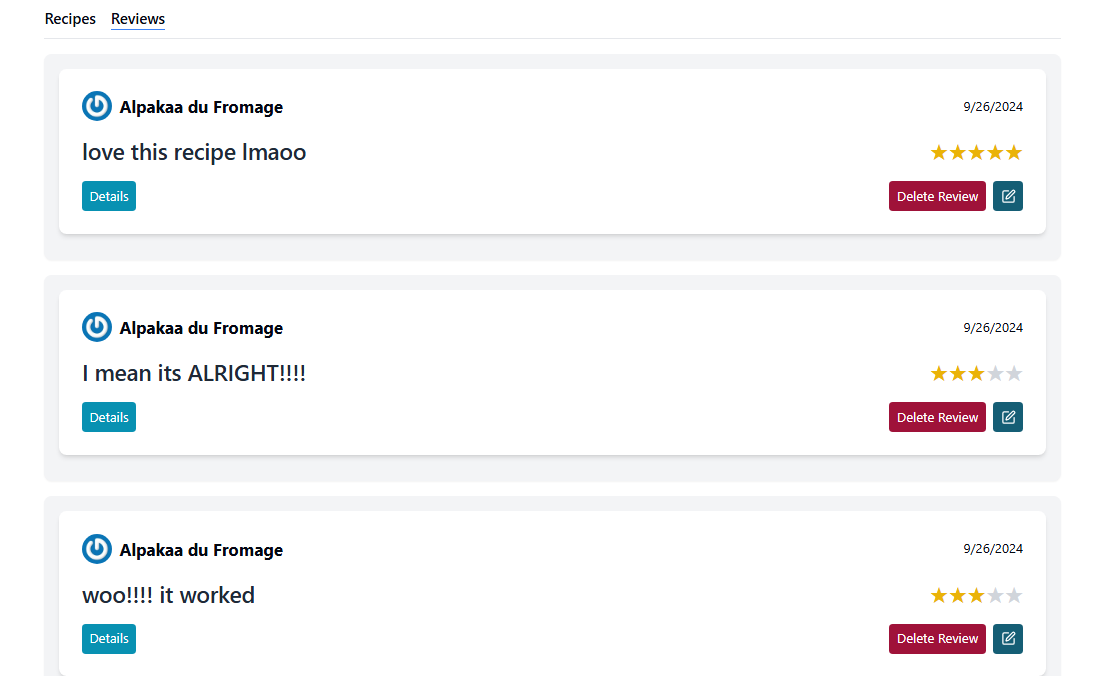 Recipes Reviews
Alpakaa du Fromage 9/26/2024
love this recipe lmaoo
Details Delete Review
Alpakaa du Fromage 9/26/2024
I mean its ALRIGHT!!!!
Details Delete Review
Alpakaa du Fromage 9/26/2024
woo!!!! it worked
Details Delete Review